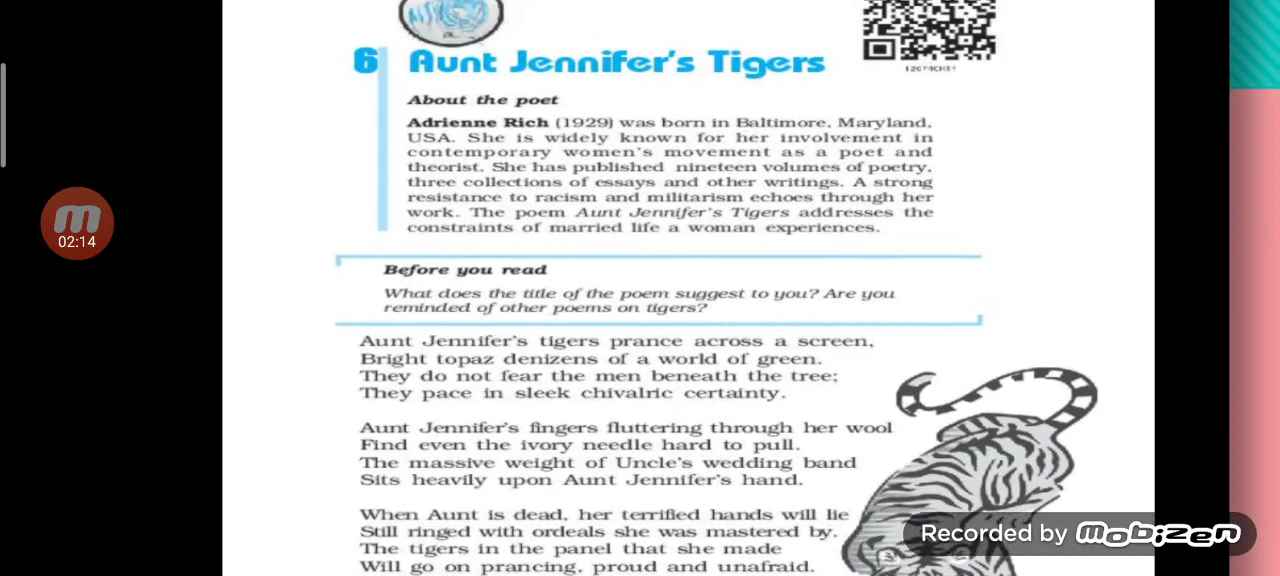 6 Aunt Jennifer's Tigers
About the poet
Adrienne Rich (1929) was born in Baltimore, Maryland,
USA. She is widely known for her involvement in
contemporary women's movement as a poet and
theorist. She has published nineteen volumes of poetry,
three collections of essays and other writings. A strong
resistance to racism and militarism echoes through her
work. The poem Aunt Jennifer's Tigers addresses the
constraints of married life a woman experiences.
02:14
Before you read
What does the title of the poem suggest to you? Are you
reminded of other poems on tigers?
Aunt Jennifer's tigers prance across a screen,
Bright topaz denizens of a world of green.
They do not fear the men beneath the tree;
They pace in sleek chivalric certainty.
Aunt Jennifer's fingers fluttering through her wool
Find even the ivory needle hard to pull.
The massive weight of Uncle's wedding band
Sits heavily upon Aunt Jennifer's hand.
When Aunt is dead, her terrified hands will lie
Still ringed with ordeals she was mastered by.
The tigers in the panel that she made
Will go on prancing, proud and unafraid.
Recorded by Mobizen